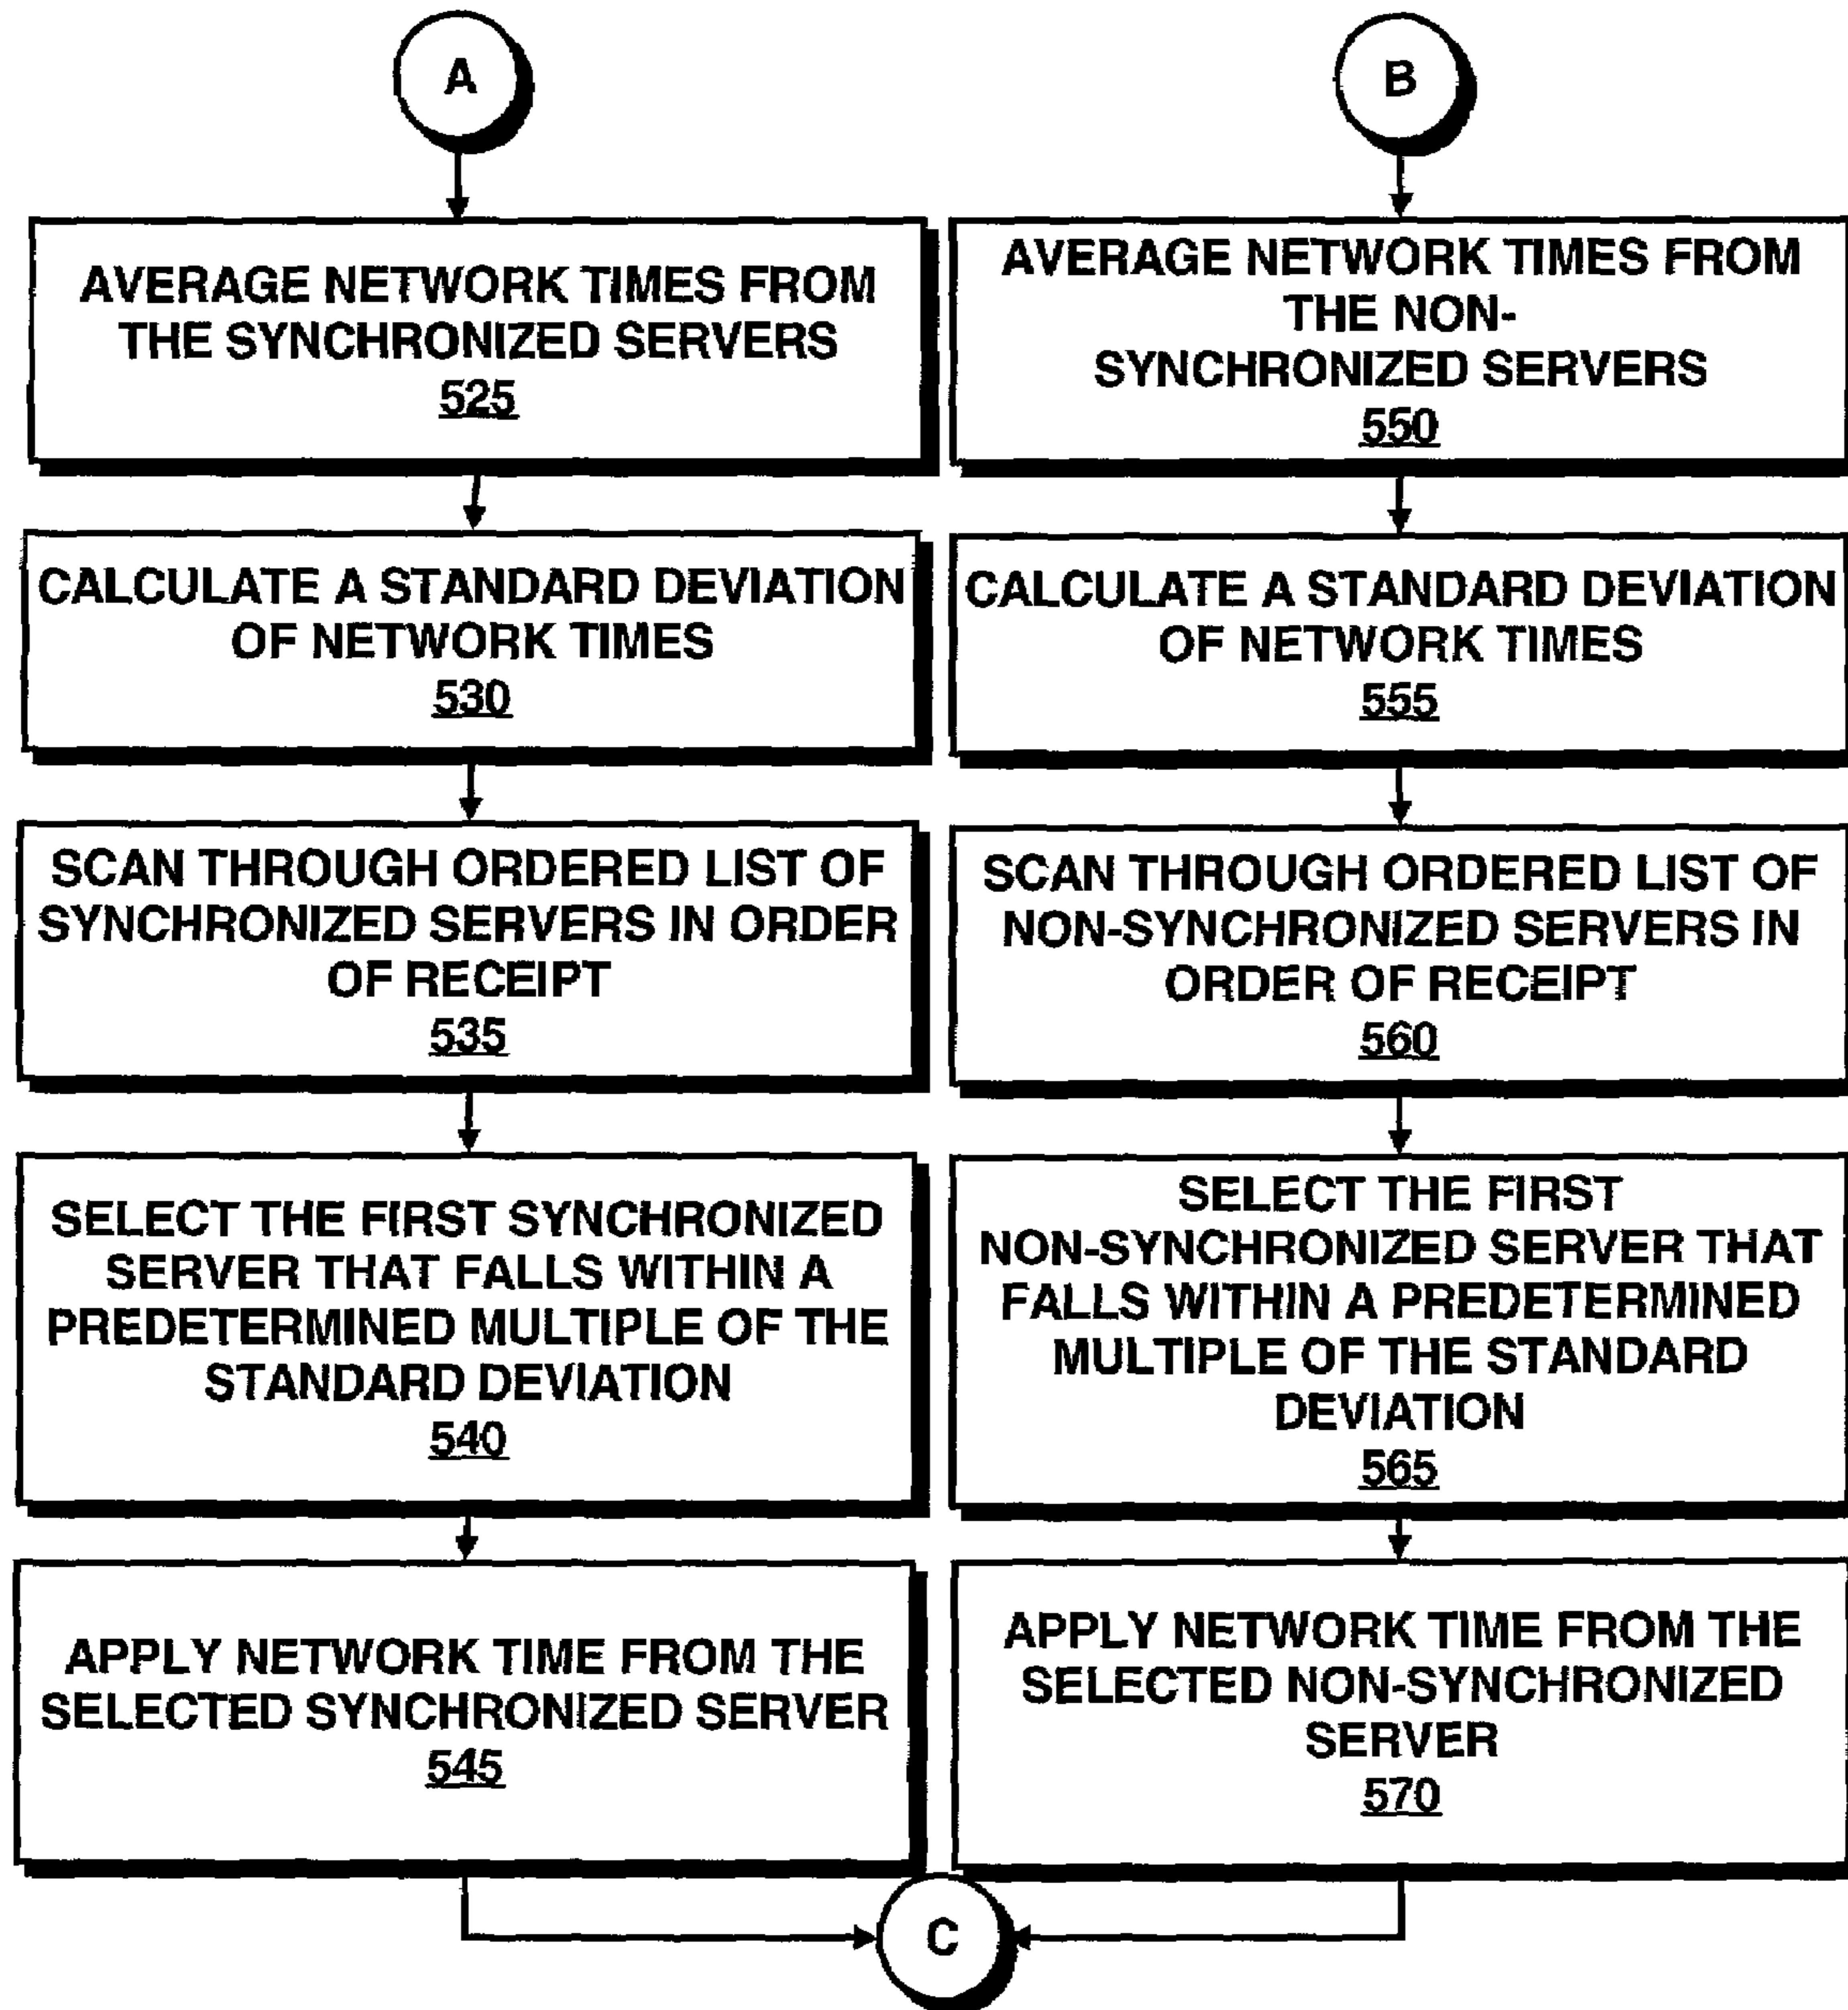 A
AVERAGE NETWORK TIMES FROM
THE SYNCHRONIZED SERVERS
525
CALCULATE A STANDARD DEVIATION
OF NETWORK TIMES
530
SCAN THROUGH ORDERED LIST OF
SYNCHRONIZED SERVERS IN ORDER
OF RECEIPT
535
SELECT THE FIRST SYNCHRONIZED
SERVER THAT FALLS WITHIN A
PREDETERMINED MULTIPLE OF THE
STANDARD DEVIATION
540
APPLY NETWORK TIME FROM THE
SELECTED SYNCHRONIZED SERVER
545
B
AVERAGE NETWORK TIMES FROM
THE NON-
SYNCHRONIZED SERVERS
550
CALCULATE A STANDARD DEVIATION
OF NETWORK TIMES
555
SCAN THROUGH ORDERED LIST OF
NON-SYNCHRONIZED SERVERS IN
ORDER OF RECEIPT
560
SELECT THE FIRST
NON-SYNCHRONIZED SERVER THAT
FALLS WITHIN A PREDETERMINED
MULTIPLE OF THE STANDARD
DEVIATION
565
APPLY NETWORK TIME FROM THE
SELECTED NON-SYNCHRONIZED
SERVER
570
C